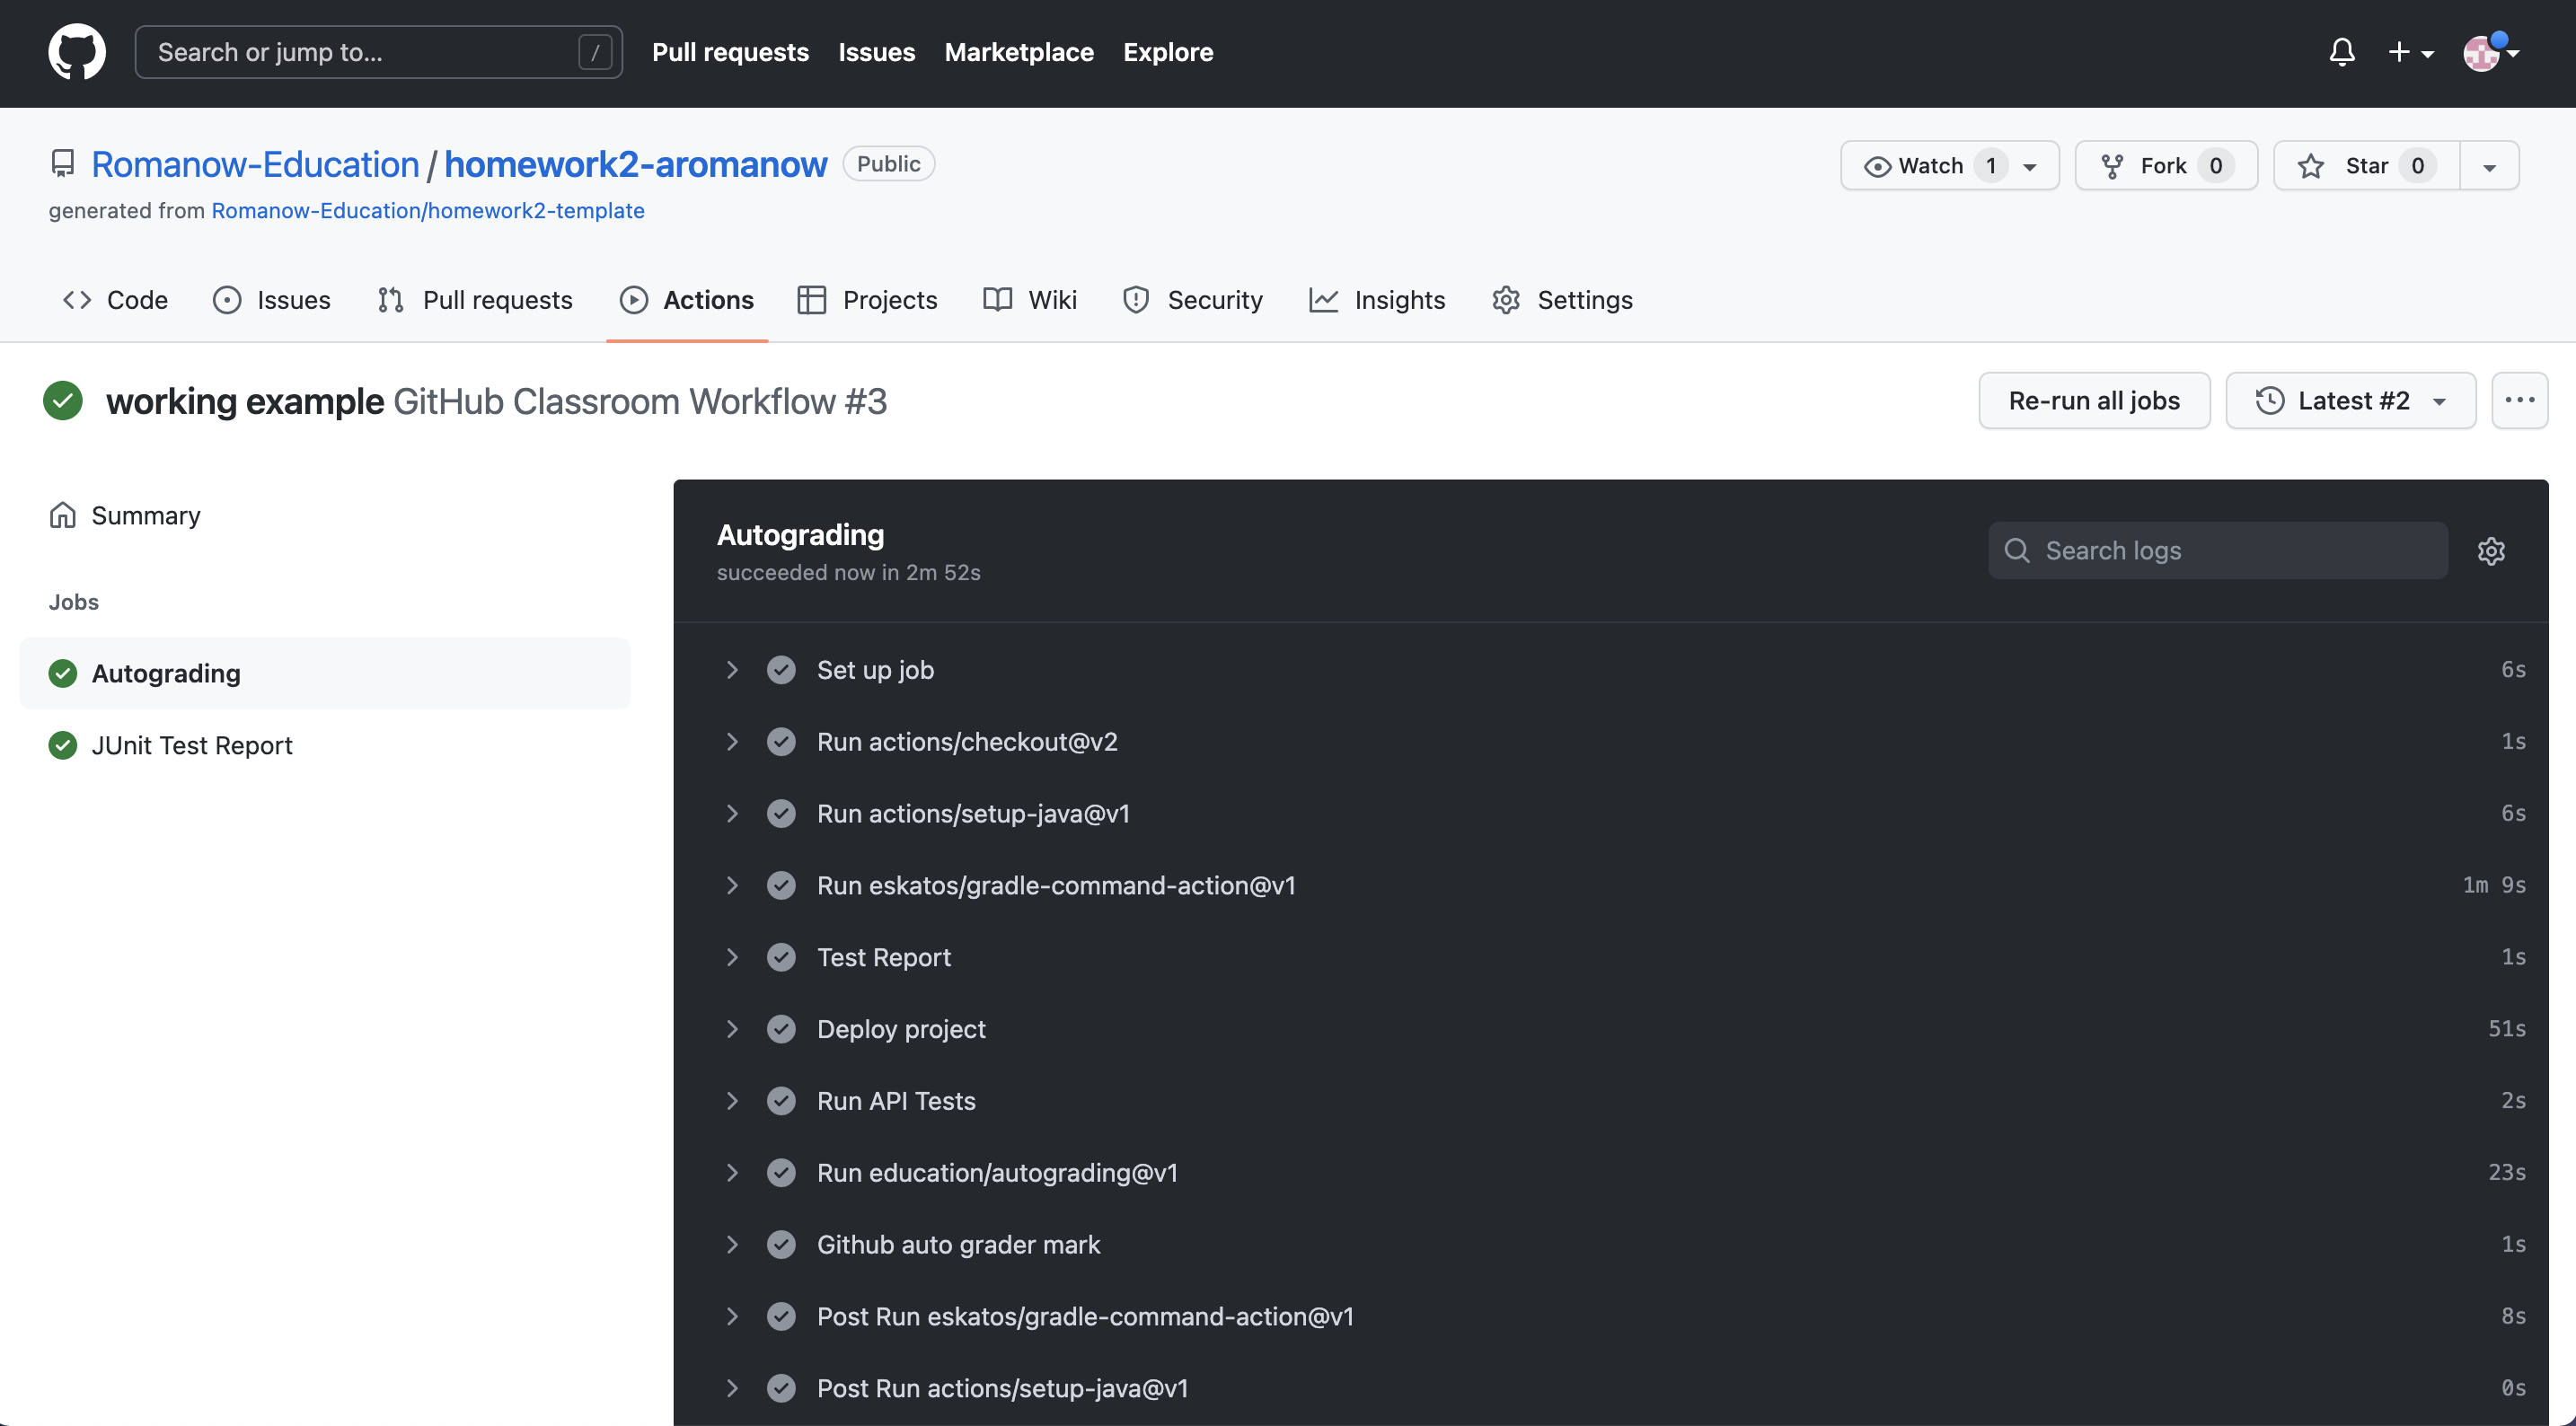 Search or jump to... / Pull requests Issues Marketplace Explore
Romanow-Education / homework2-aromanow Public Watch 1 Fork 0 Star 0
generated from Romanow-Education/homework2-template
Code Issues Pull requests Actions Projects Wiki Security Insights Settings
working example GitHub Classroom Workflow #3 Re-run all jobs Latest #2 ...
Summary
Jobs
Autograding
JUnit Test Report
Autograding
succeeded now in 2m 52s
Search logs
Set up job 6s
Run actions/checkout@v2 1s
Run actions/setup-java@v1 6s
Run eskatos/gradle-command-action@v1 1m 9s
Test Report 1s
Deploy project 51s
Run API Tests 2s
Run education/autograding@v1 23s
Github auto grader mark 1s
Post Run eskatos/gradle-command-action@v1 8s
Post Run actions/setup-java@v1 0s